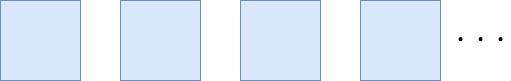 . . .